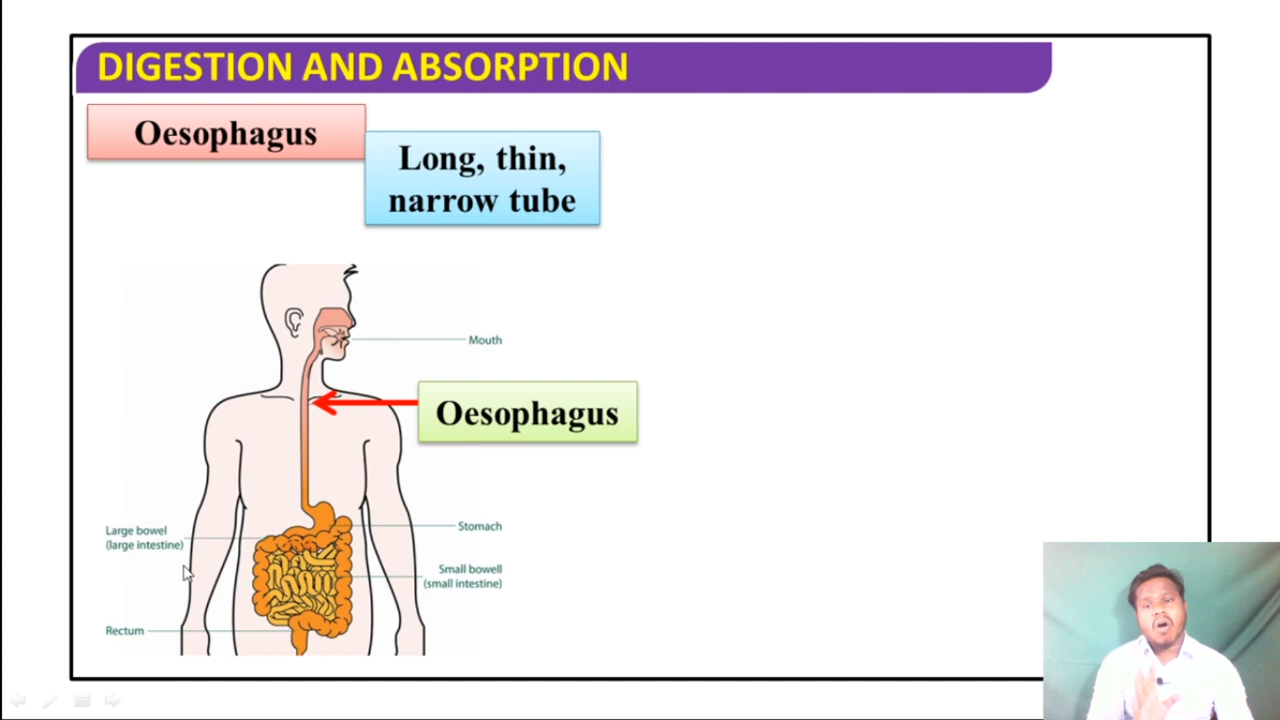 DIGESTION AND ABSORPTION
Oesophagus
Long, thin,
narrow tube
Mouth
Oesophagus
Large bowel
(large intestine)
Stomach
Small bowell
(small intestine)
Rectum